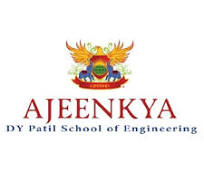 AJEENKYA
DY Patil School of Engineering